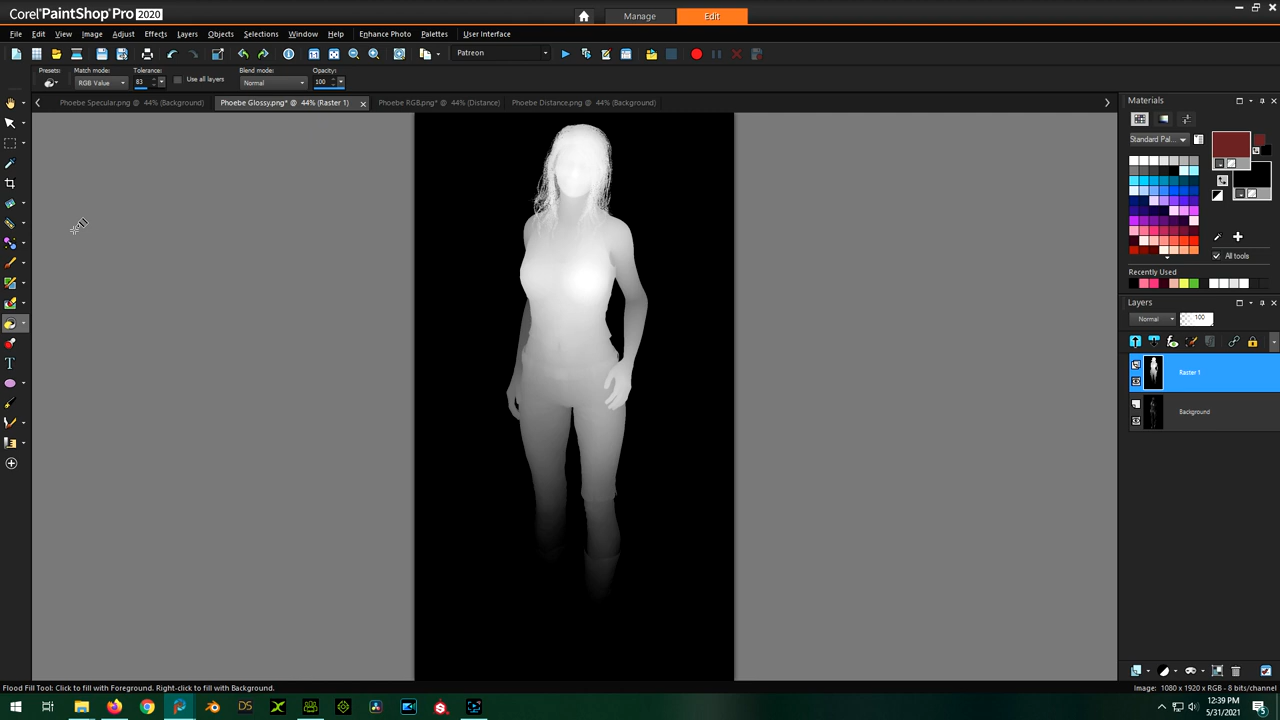 Corel PaintShop Pro 2020
Manage
Edit
File Edit View Image Adjust Effects Layers Objects Selections Window Help Enhance Photo Palettes User Interface
Patreon
Presets:
Match mode:
Tolerance:
Use all layers
Blend mode:
Opacity:
RGB Value
83
Normal
100
Phoebe Specular.png @ 44% (Background)
Phoebe Glossy.png* @ 44% (Raster 1)
Phoebe RGB.png* @ 44% (Distance)
Phoebe Distance.png @ 44% (Background)
Materials
Standard Pal...
All tools
Recently Used
Layers
Normal
100
Raster 1
Background
Flood Fill Tool: Click to fill with Foreground. Right-click to fill with Background.
Image: 1080 x 1920 x RGB - 8 bits/channel
DS
12:39 PM
5/31/2021
5